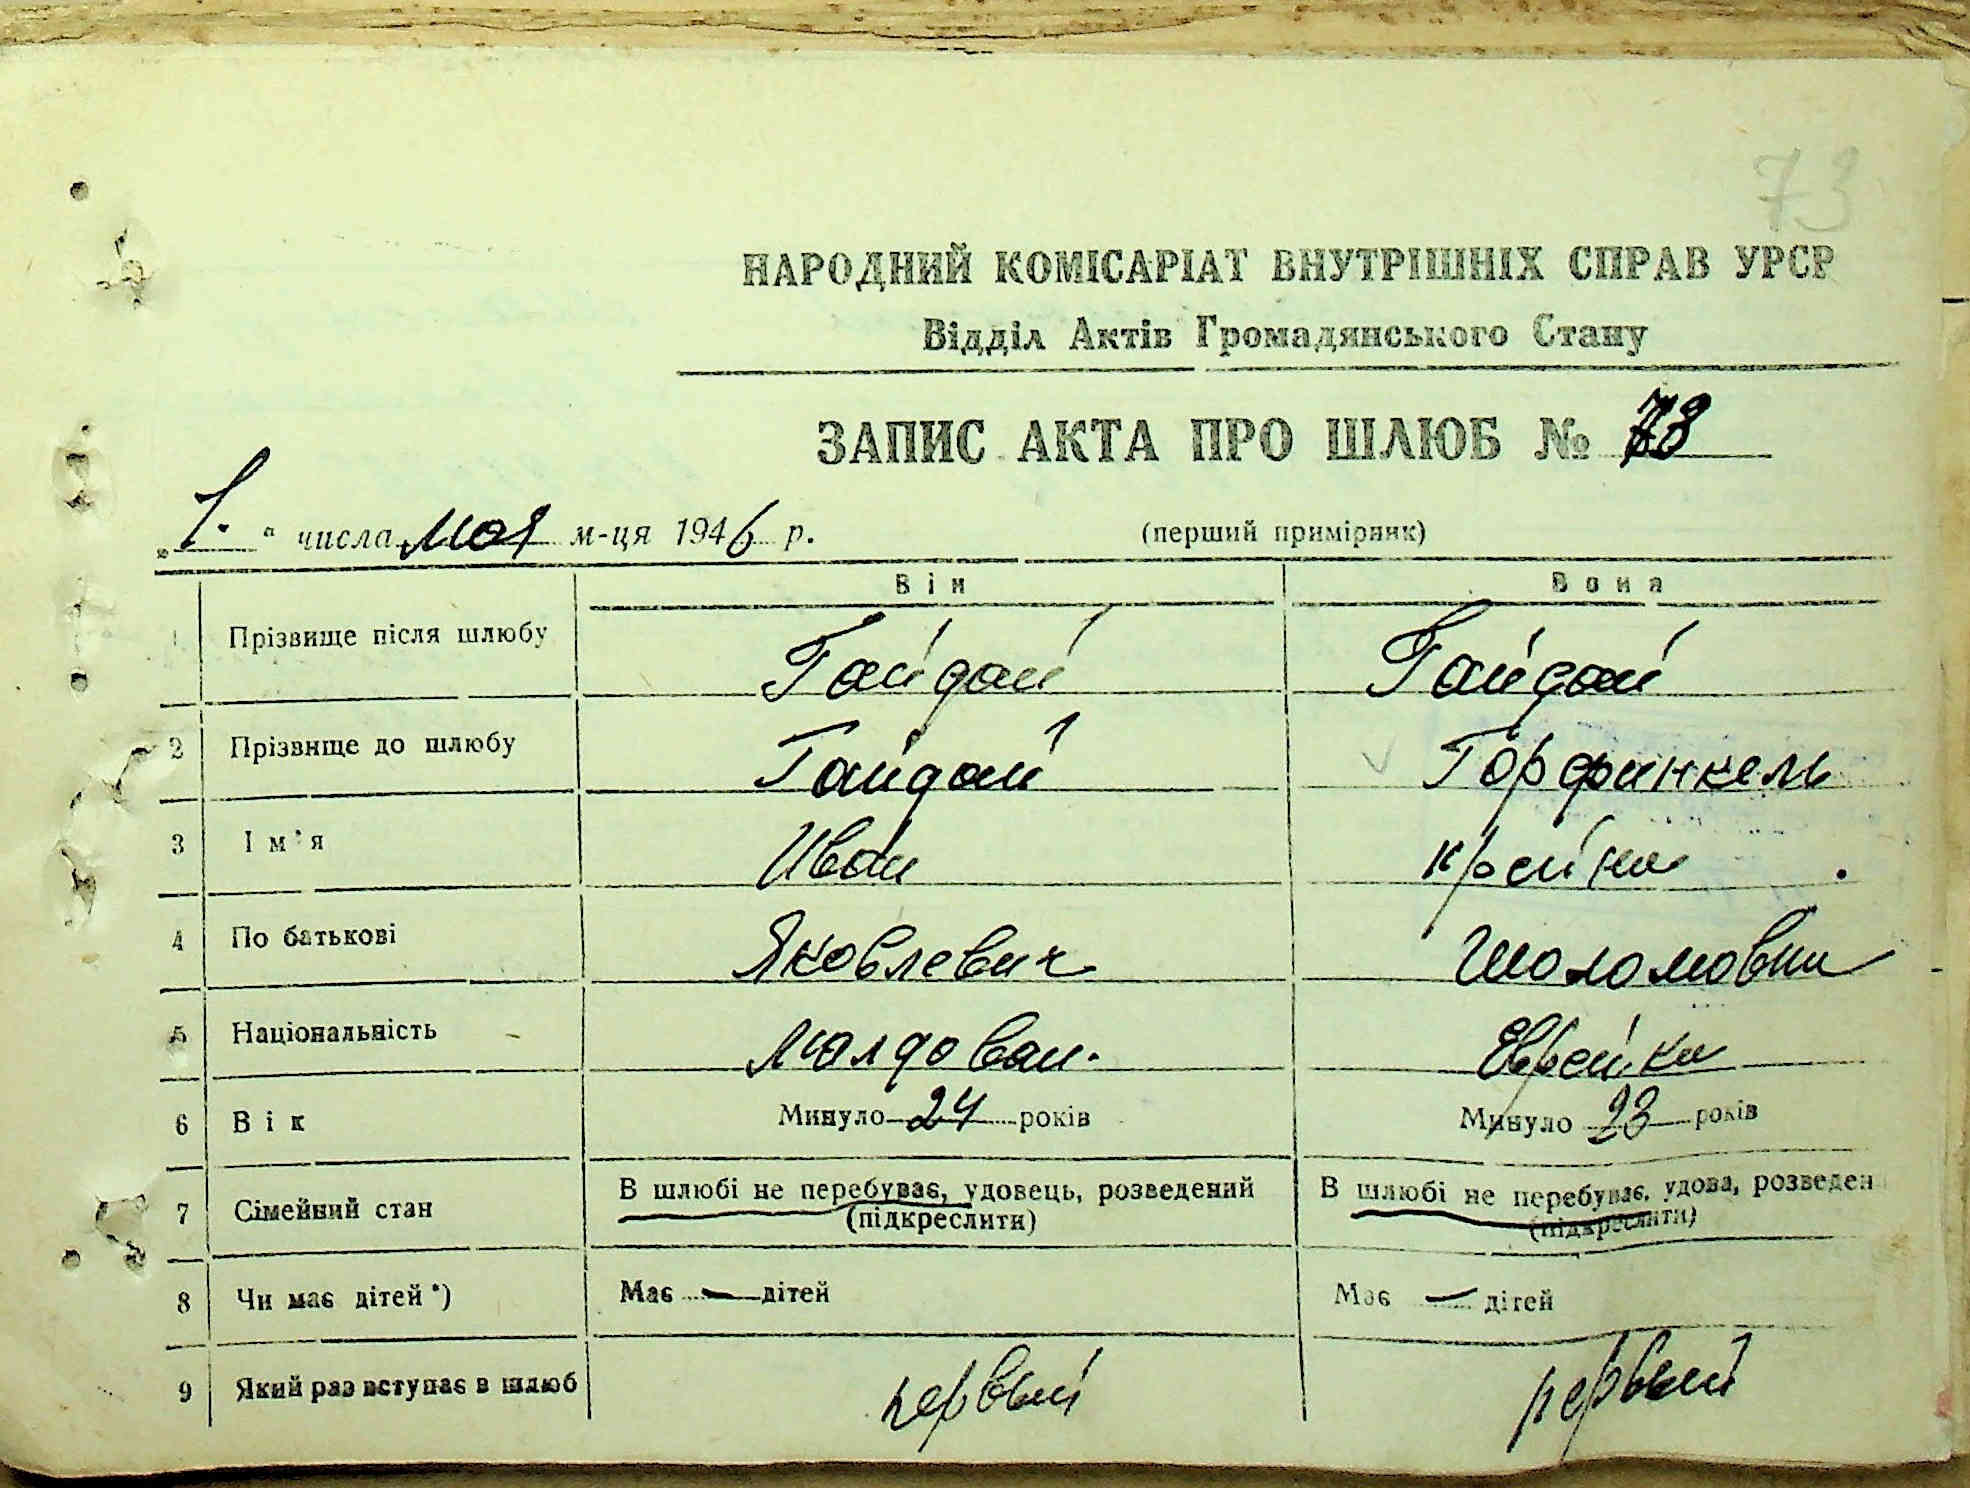 73
НАРОДНИЙ КОМІСАРІАТ ВНУТРІШНІХ СПРАВ УРСР
Відділ Актів Громадянського Стану
ЗАПИС АКТА ПРО ШЛЮБ № 73
„1.“ числа мая м-ця 1946 р. (перший примірник)
Він Вона
1 Прізвище після шлюбу Гайдай Гайдай
2 Прізвище до шлюбу Гайдай Горфинкель
3 Ім'я Иван Крейна
4 По батькові Яковлевич Шоломовна
5 Національність молдован. Еврейка
6 Вік Минуло 24 років Минуло 23 років
7 Сімейний стан В шлюбі не перебуває, удовець, розведений В шлюбі не перебуває, удова, розведен
(підкреслити) (підкреслити)
8 Чи має дітей *) Має — дітей Має — дітей
9 Який раз вступає в шлюб первый первый